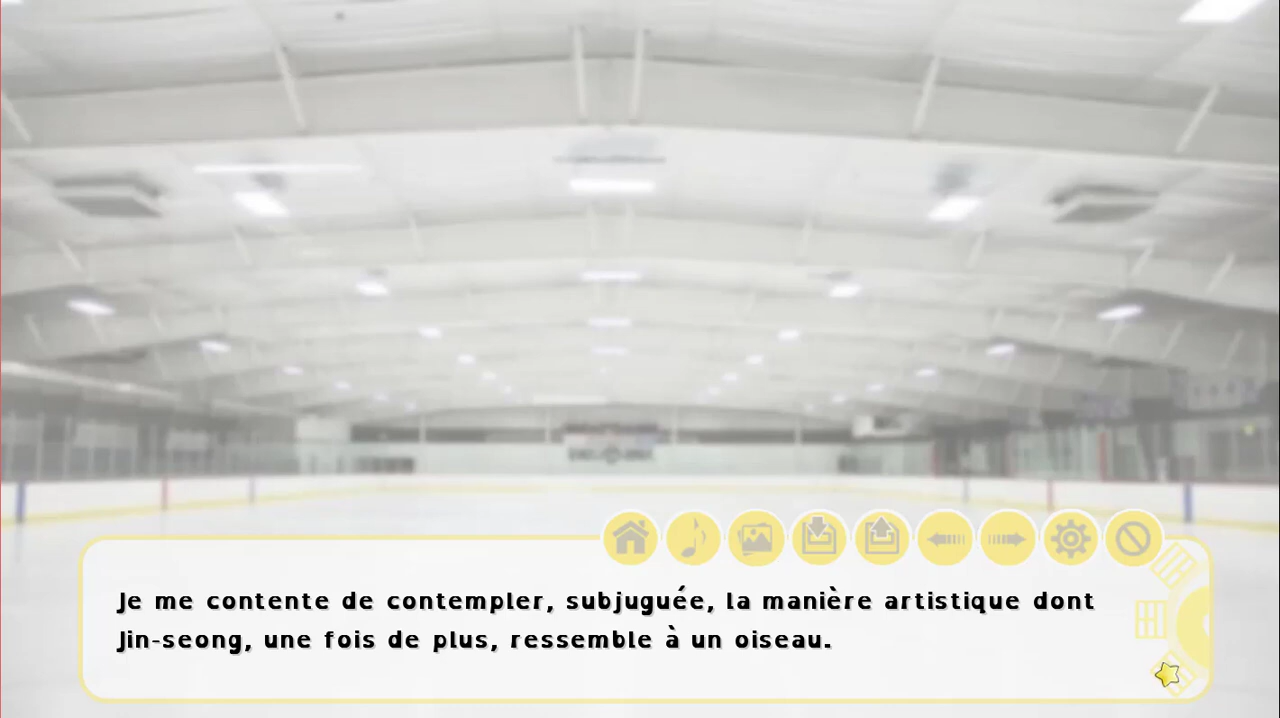 Je me contente de contempler, subjuguée, la manière artistique dont
Jin-seong, une fois de plus, ressemble à un oiseau.